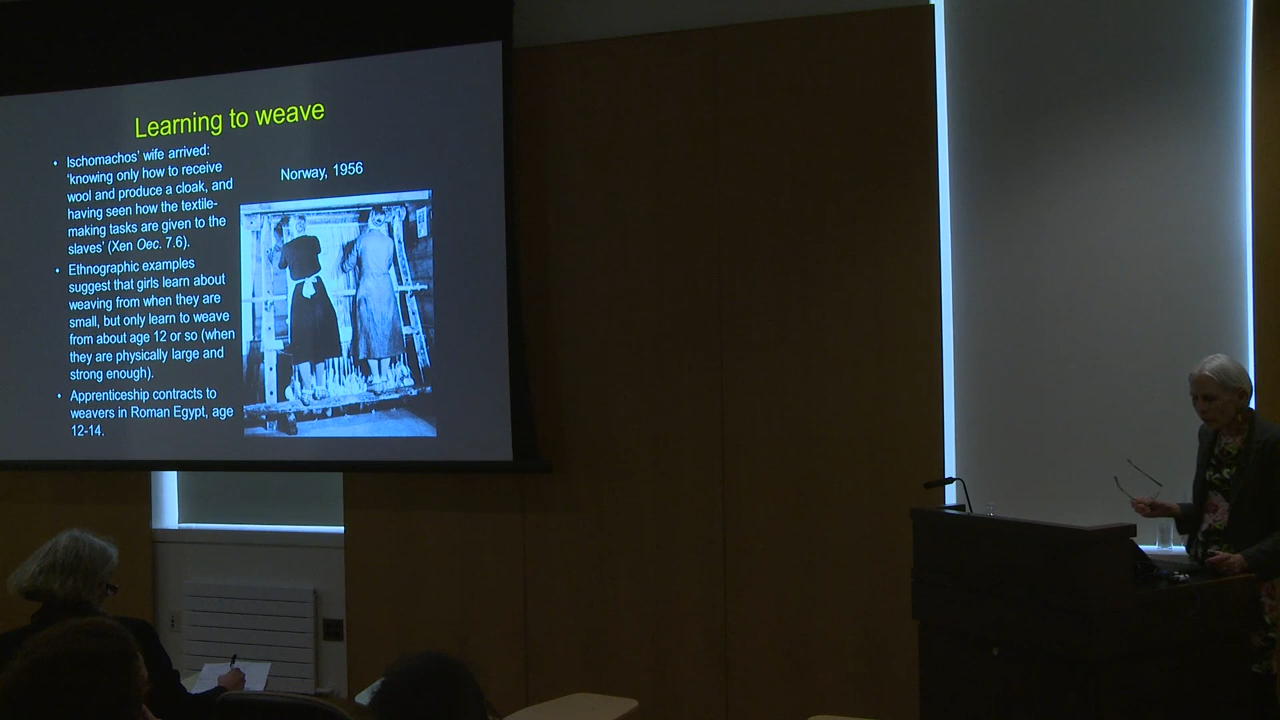 Learning to weave
• Ischomachos' wife arrived:
'knowing only how to receive
wool and produce a cloak, and
having seen how the textile-
making tasks are given to the
slaves' (Xen Oec. 7.6).
• Ethnographic examples
suggest that girls learn about
weaving from when they are
small, but only learn to weave
from about age 12 or so (when
they are physically large and
strong enough).
• Apprenticeship contracts to
weavers in Roman Egypt, age
12-14.
Norway, 1956